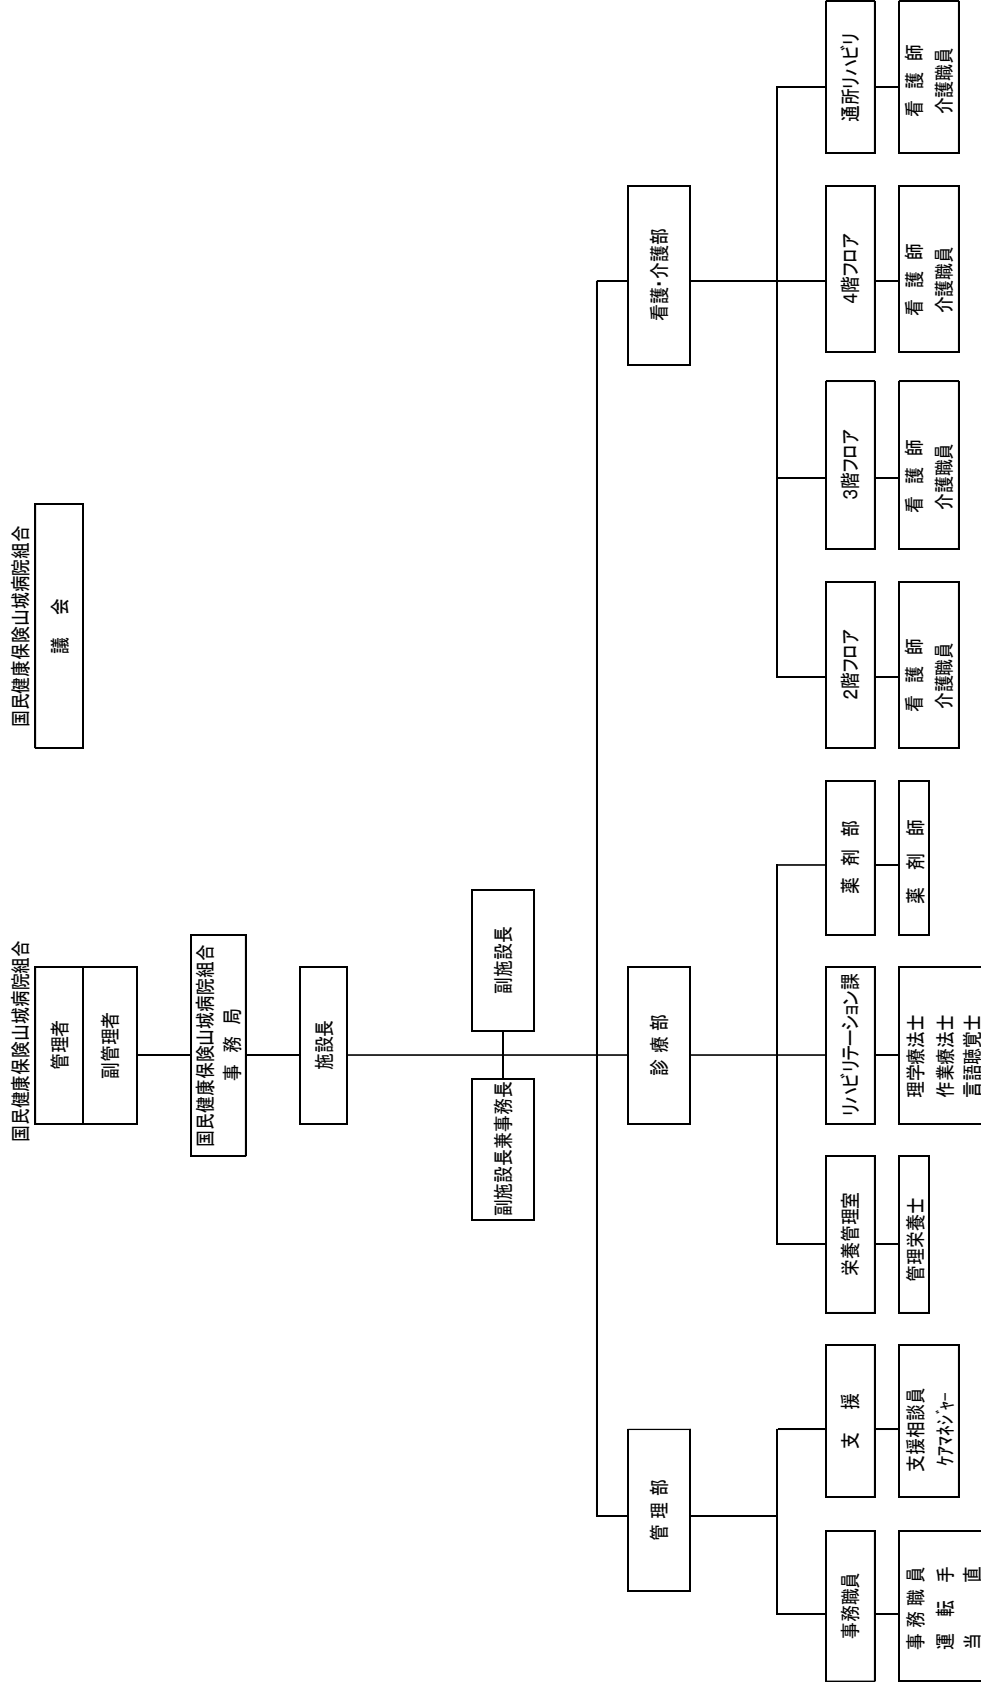 国民健康保険山城病院組合
管理者
副管理者
国民健康保険山城病院組合
議 会
国民健康保険山城病院組合
事 務 局
施設長
副施設長兼事務長
副施設長
管 理 部
診 療 部
看護・介護部
事務職員
支 援
栄養管理室
リハビリテーション課
薬 剤 部
2階フロア
3階フロア
4階フロア
通所リハビリ
事 務 職 員
運 転 手
当 直
支援相談員
ケアマネジャー
管理栄養士
理学療法士
作業療法士
言語聴覚士
薬 剤 師
看 護 師
介護職員
看 護 師
介護職員
看 護 師
介護職員
看 護 師
介護職員